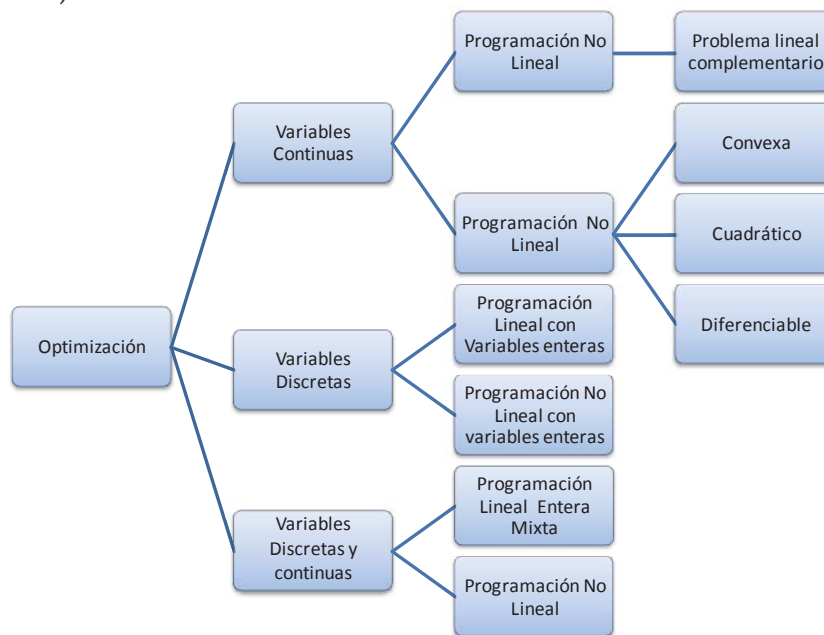 )
Programación No
Lineal
Problema lineal
complementario
Variables
Continuas
Convexa
Programación No
Lineal
Cuadrático
Programación
Lineal con
Variables enteras
Diferenciable
Optimización
Variables
Discretas
Programación No
Lineal con
variables enteras
Programación
Lineal Entera
Mixta
Variables
Discretas y
continuas
Programación No
Lineal